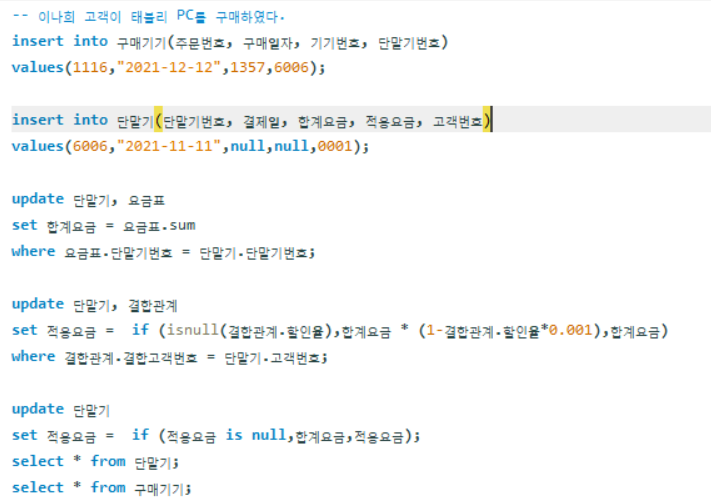 -- 이나희 고객이 태블리 PC를 구매하였다.
insert into 구매기기(주문번호, 구매일자, 기기번호, 단말기번호)
values(1116,"2021-12-12",1357,6006);
insert into 단말기(단말기번호, 결제일, 합계요금, 적용요금, 고객번호)
values(6006,"2021-11-11",null,null,0001);
update 단말기, 요금표
set 합계요금 = 요금표.sum
where 요금표.단말기번호 = 단말기.단말기번호;
update 단말기, 결합관계
set 적용요금 =  if (isnull(결합관계.할인율),합계요금 * (1-결합관계.할인율*0.001),합계요금)
where 결합관계.결합고객번호 = 단말기.고객번호;
update 단말기
set 적용요금 =  if (적용요금 is null,합계요금,적용요금);
select * from 단말기;
select * from 구매기기;